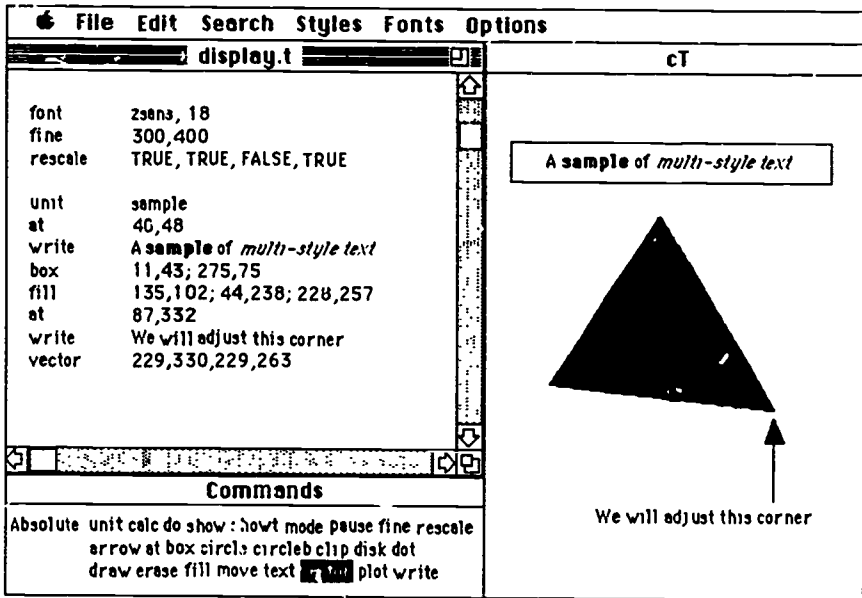 File Edit Search Styles Fonts Options
display.t
font zsans, 18
fine 300,400
rescale TRUE, TRUE, FALSE, TRUE
unit sample
at 40,48
write A sample of multi-style text
box 11,43; 275,75
fill 135,102; 44,238; 228,257
at 87,332
write We will adjust this corner
vector 229,330,229,263
Commands
Absolute unit calc do show showt mode pause fine rescale
arrow at box circle circleb clip disk dot
draw erase fill move text plot write
cT
A sample of multi-style text
We will adjust this corner